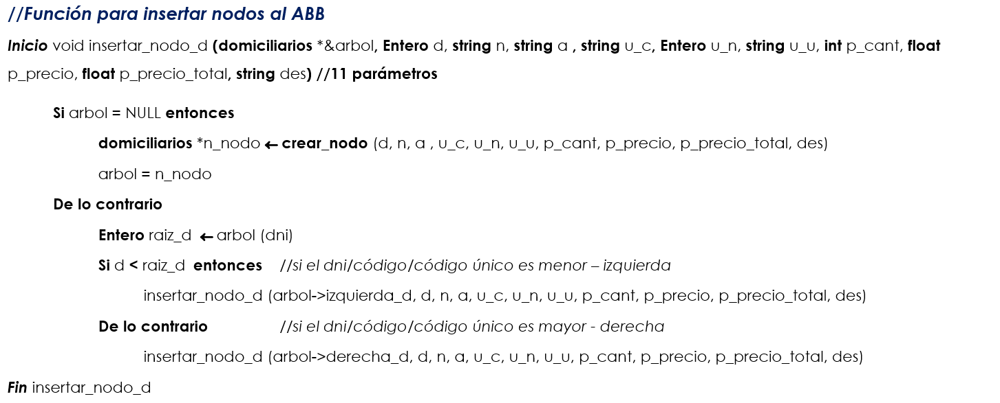 //Función para insertar nodos al ABB
Inicio void insertar_nodo_d (domiciliarios *&arbol, Entero d, string n, string a , string u_c, Entero u_n, string u_u, int p_cant, float
p_precio, float p_precio_total, string des) //11 parámetros
Si arbol = NULL entonces
domiciliarios *n_nodo ← crear_nodo (d, n, a , u_c, u_n, u_u, p_cant, p_precio, p_precio_total, des)
arbol = n_nodo
De lo contrario
Entero raiz_d ← arbol (dni)
Si d < raiz_d entonces //si el dni/código/código único es menor – izquierda
insertar_nodo_d (arbol->izquierda_d, d, n, a, u_c, u_n, u_u, p_cant, p_precio, p_precio_total, des)
De lo contrario //si el dni/código/código único es mayor - derecha
insertar_nodo_d (arbol->derecha_d, d, n, a, u_c, u_n, u_u, p_cant, p_precio, p_precio_total, des)
Fin insertar_nodo_d